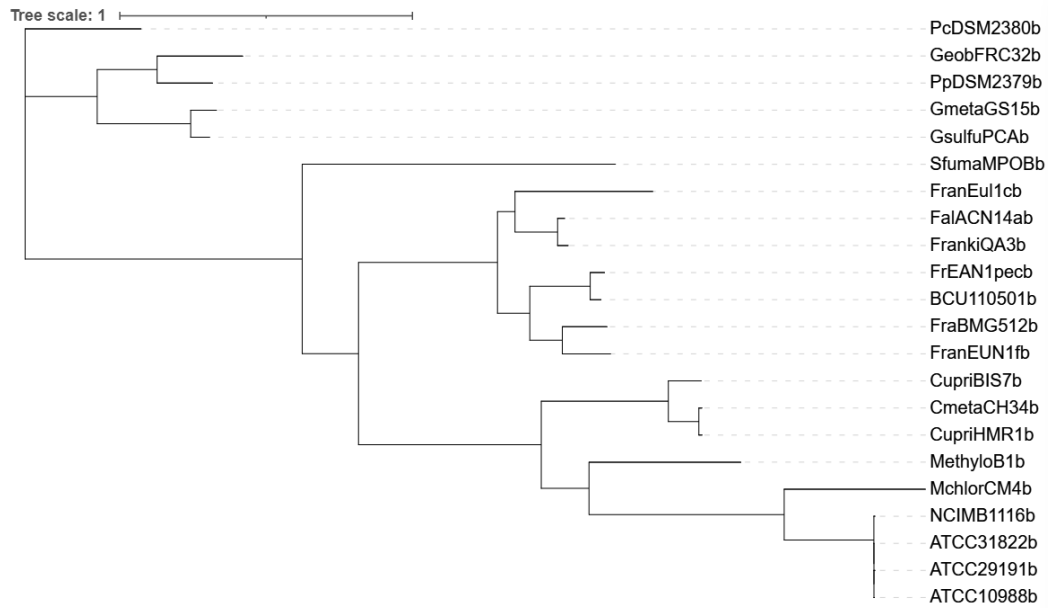 Tree scale: 1
PcDSM2380b
GeobFRC32b
PpDSM2379b
GmetaGS15b
GsulfuPCAb
SfumaMPOBb
FranEul1cb
FalACN14ab
FrankiQA3b
FrEAN1pecb
BCU110501b
FraBMG512b
FranEUN1fb
CupriBIS7b
CmetaCH34b
CupriHMR1b
MethyloB1b
MchlorCM4b
NCIMB1116b
ATCC31822b
ATCC29191b
ATCC10988b